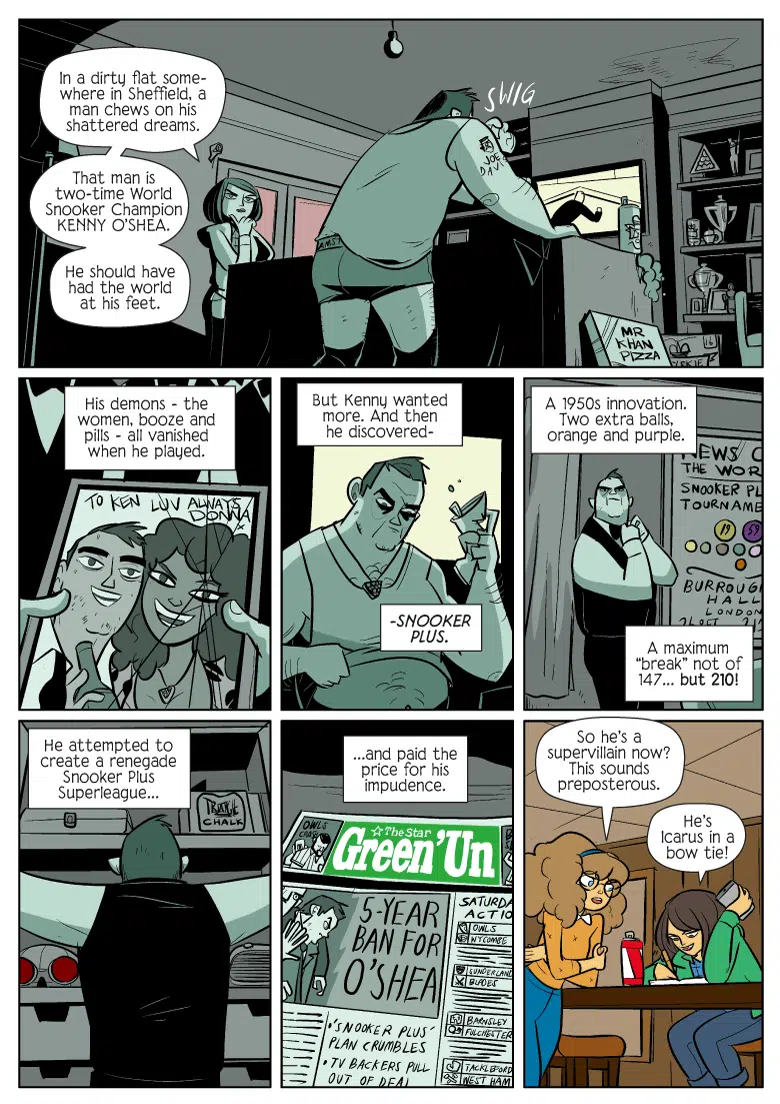 In a dirty flat some-
where in Sheffield, a
man chews on his
shattered dreams.
SWIG
That man is
two-time World
Snooker Champion
KENNY O'SHEA.
He should have
had the world
at his feet.
JOE
MR
KHAN
PIZZA
His demons - the
women, booze and
pills - all vanished
when he played.
TO KEN LUV ALWAYS
DONNA
X
But Kenny wanted
more. And then
he discovered-
-SNOOKER
PLUS.
A 1950s innovation.
Two extra balls,
orange and purple.
NEWS O
THE WOR
SNOOKER PL
TOURNAME
BURROUG
HALL
LONDON
A maximum
"break" not of
147... but 210!
He attempted to
create a renegade
Snooker Plus
Superleague...
CHALK
...and paid the
price for his
impudence.
OWLS
The Star
Green 'Un
5-YEAR
BAN FOR
O'SHEA
•'SNOOKER PLUS'
PLAN CRUMBLES
• TV BACKERS PULL
OUT OF DEAL
SATURDA
ACTIO
OWLS
WYCOMBE
SUNDERLAND
BLADES
BARNSLEY
FULCHESTER
TACKLEFORD
WEST HAM
So he's a
supervillain now?
This sounds
preposterous.
He's
Icarus in a
bow tie!